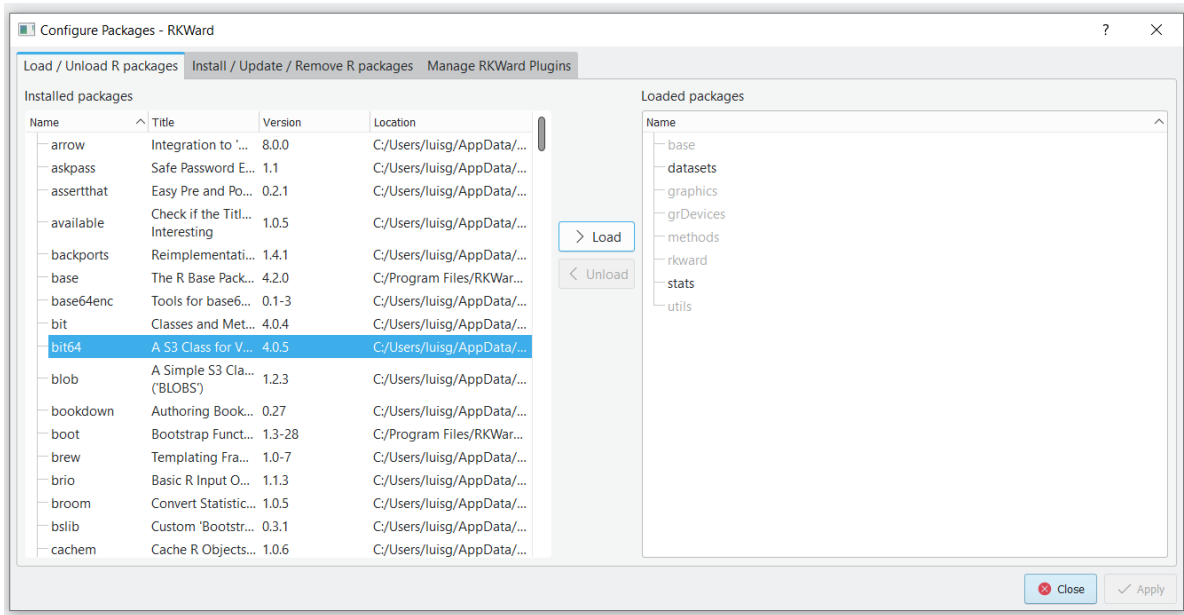 Configure Packages - RKWard ?
Load / Unload R packages Install / Update / Remove R packages Manage RKWard Plugins
Installed packages
Name Title Version Location
arrow Integration to '... 8.0.0 C:/Users/luisg/AppData/...
askpass Safe Password E... 1.1 C:/Users/luisg/AppData/...
assertthat Easy Pre and Po... 0.2.1 C:/Users/luisg/AppData/...
available Check if the Titl... Interesting 1.0.5 C:/Users/luisg/AppData/...
backports Reimplementati... 1.4.1 C:/Users/luisg/AppData/...
base The R Base Pack... 4.2.0 C:/Program Files/RKWar...
base64enc Tools for base6... 0.1-3 C:/Users/luisg/AppData/...
bit Classes and Met... 4.0.4 C:/Users/luisg/AppData/...
bit64 A S3 Class for V... 4.0.5 C:/Users/luisg/AppData/...
blob A Simple S3 Cla... ('BLOBS') 1.2.3 C:/Users/luisg/AppData/...
bookdown Authoring Book... 0.27 C:/Users/luisg/AppData/...
boot Bootstrap Funct... 1.3-28 C:/Program Files/RKWar...
brew Templating Fra... 1.0-7 C:/Users/luisg/AppData/...
brio Basic R Input O... 1.1.3 C:/Users/luisg/AppData/...
broom Convert Statistic... 1.0.5 C:/Users/luisg/AppData/...
bslib Custom 'Bootstr... 0.3.1 C:/Users/luisg/AppData/...
cachem Cache R Objects... 1.0.6 C:/Users/luisg/AppData/...
Load
Unload
Loaded packages
Name
base
datasets
graphics
grDevices
methods
rkward
stats
utils
Close Apply